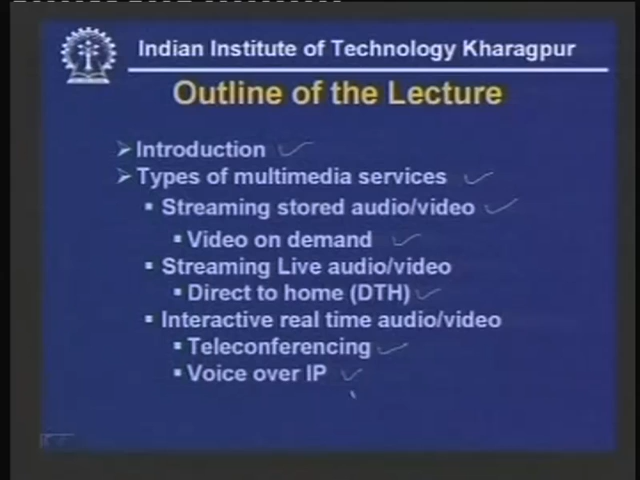 Indian Institute of Technology Kharagpur
Outline of the Lecture
Introduction
Types of multimedia services
Streaming stored audio/video
Video on demand
Streaming Live audio/video
Direct to home (DTH)
Interactive real time audio/video
Teleconferencing
Voice over IP